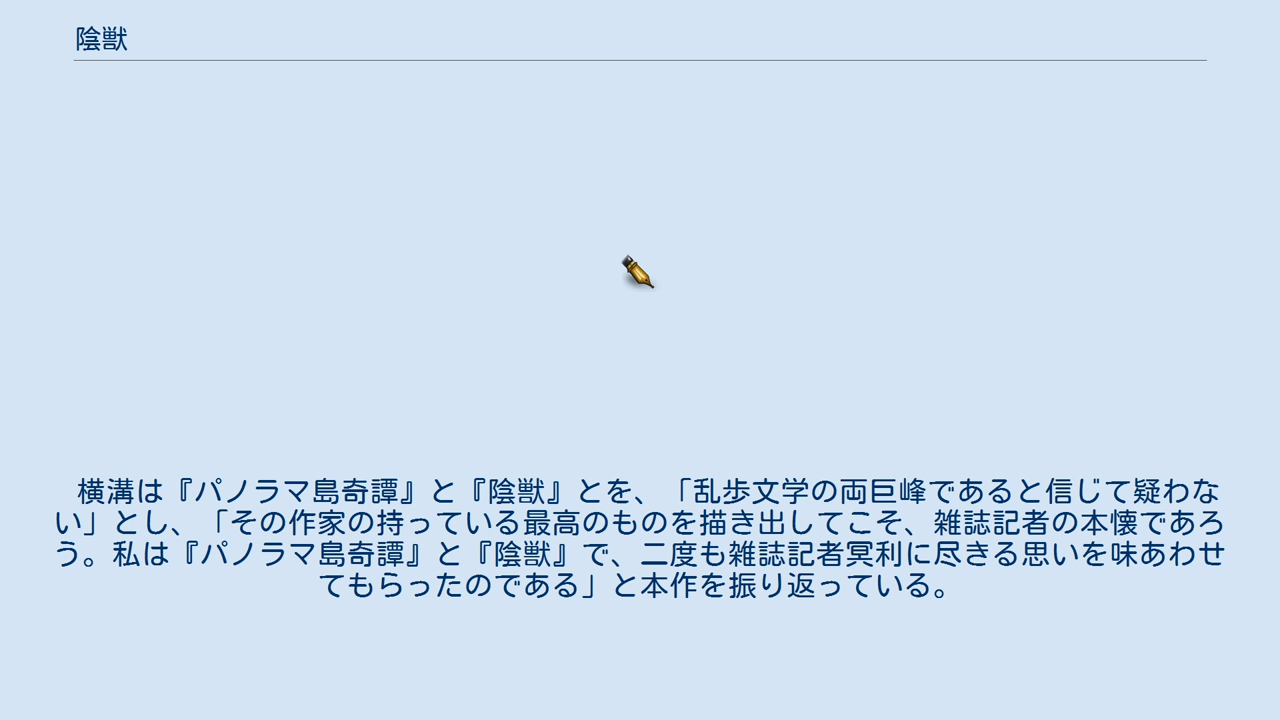 陰獣
横溝は『パノラマ島奇譚』と『陰獣』とを、「乱歩文学の両巨峰であると信じて疑わな
い」とし、「その作家の持っている最高のものを描き出してこそ、雑誌記者の本懐であろ
う。私は『パノラマ島奇譚』と『陰獣』で、二度も雑誌記者冥利に尽きる思いを味あわせ
てもらったのである」と本作を振り返っている。